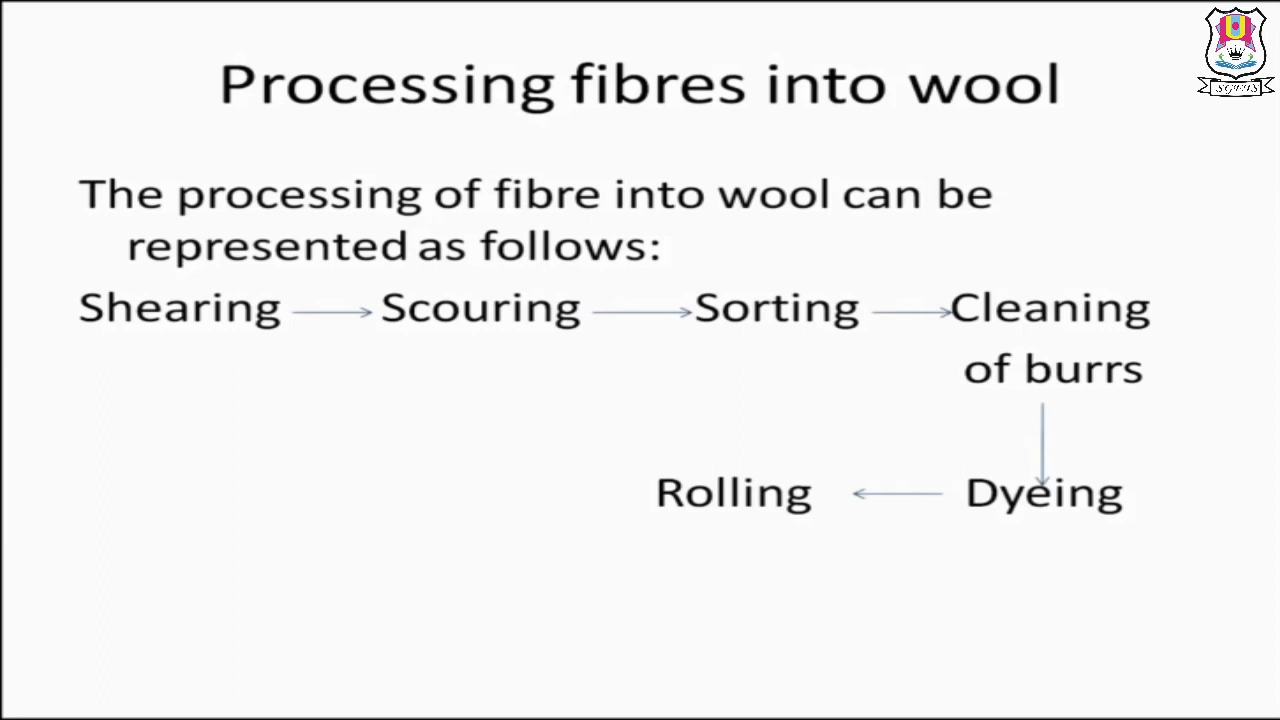 Processing fibres into wool
The processing of fibre into wool can be
represented as follows:
Shearing Scouring Sorting Cleaning
of burrs
Rolling Dyeing